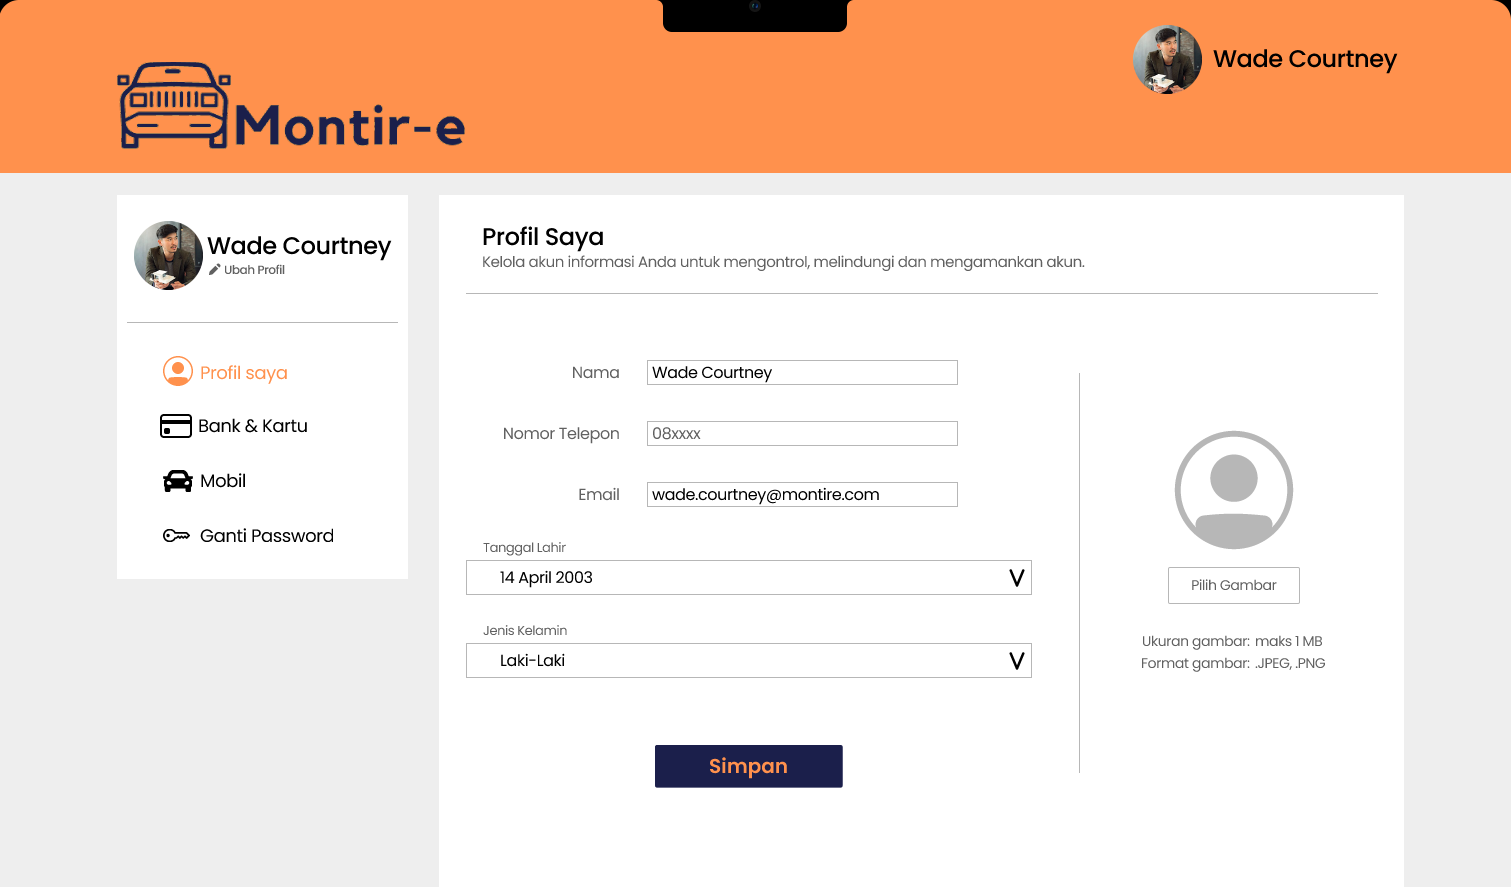 Wade Courtney
Montir-e
Wade Courtney
Ubah Profil
Profil saya
Bank & Kartu
Mobil
Ganti Password
Profil Saya
Kelola akun informasi Anda untuk mengontrol, melindungi dan mengamankan akun.
Nama Wade Courtney
Nomor Telepon 08xxxx
Email wade.courtney@montire.com
Tanggal Lahir
14 April 2003 V
Jenis Kelamin
Laki-Laki V
Simpan
Pilih Gambar
Ukuran gambar: maks 1 MB
Format gambar: .JPEG, .PNG